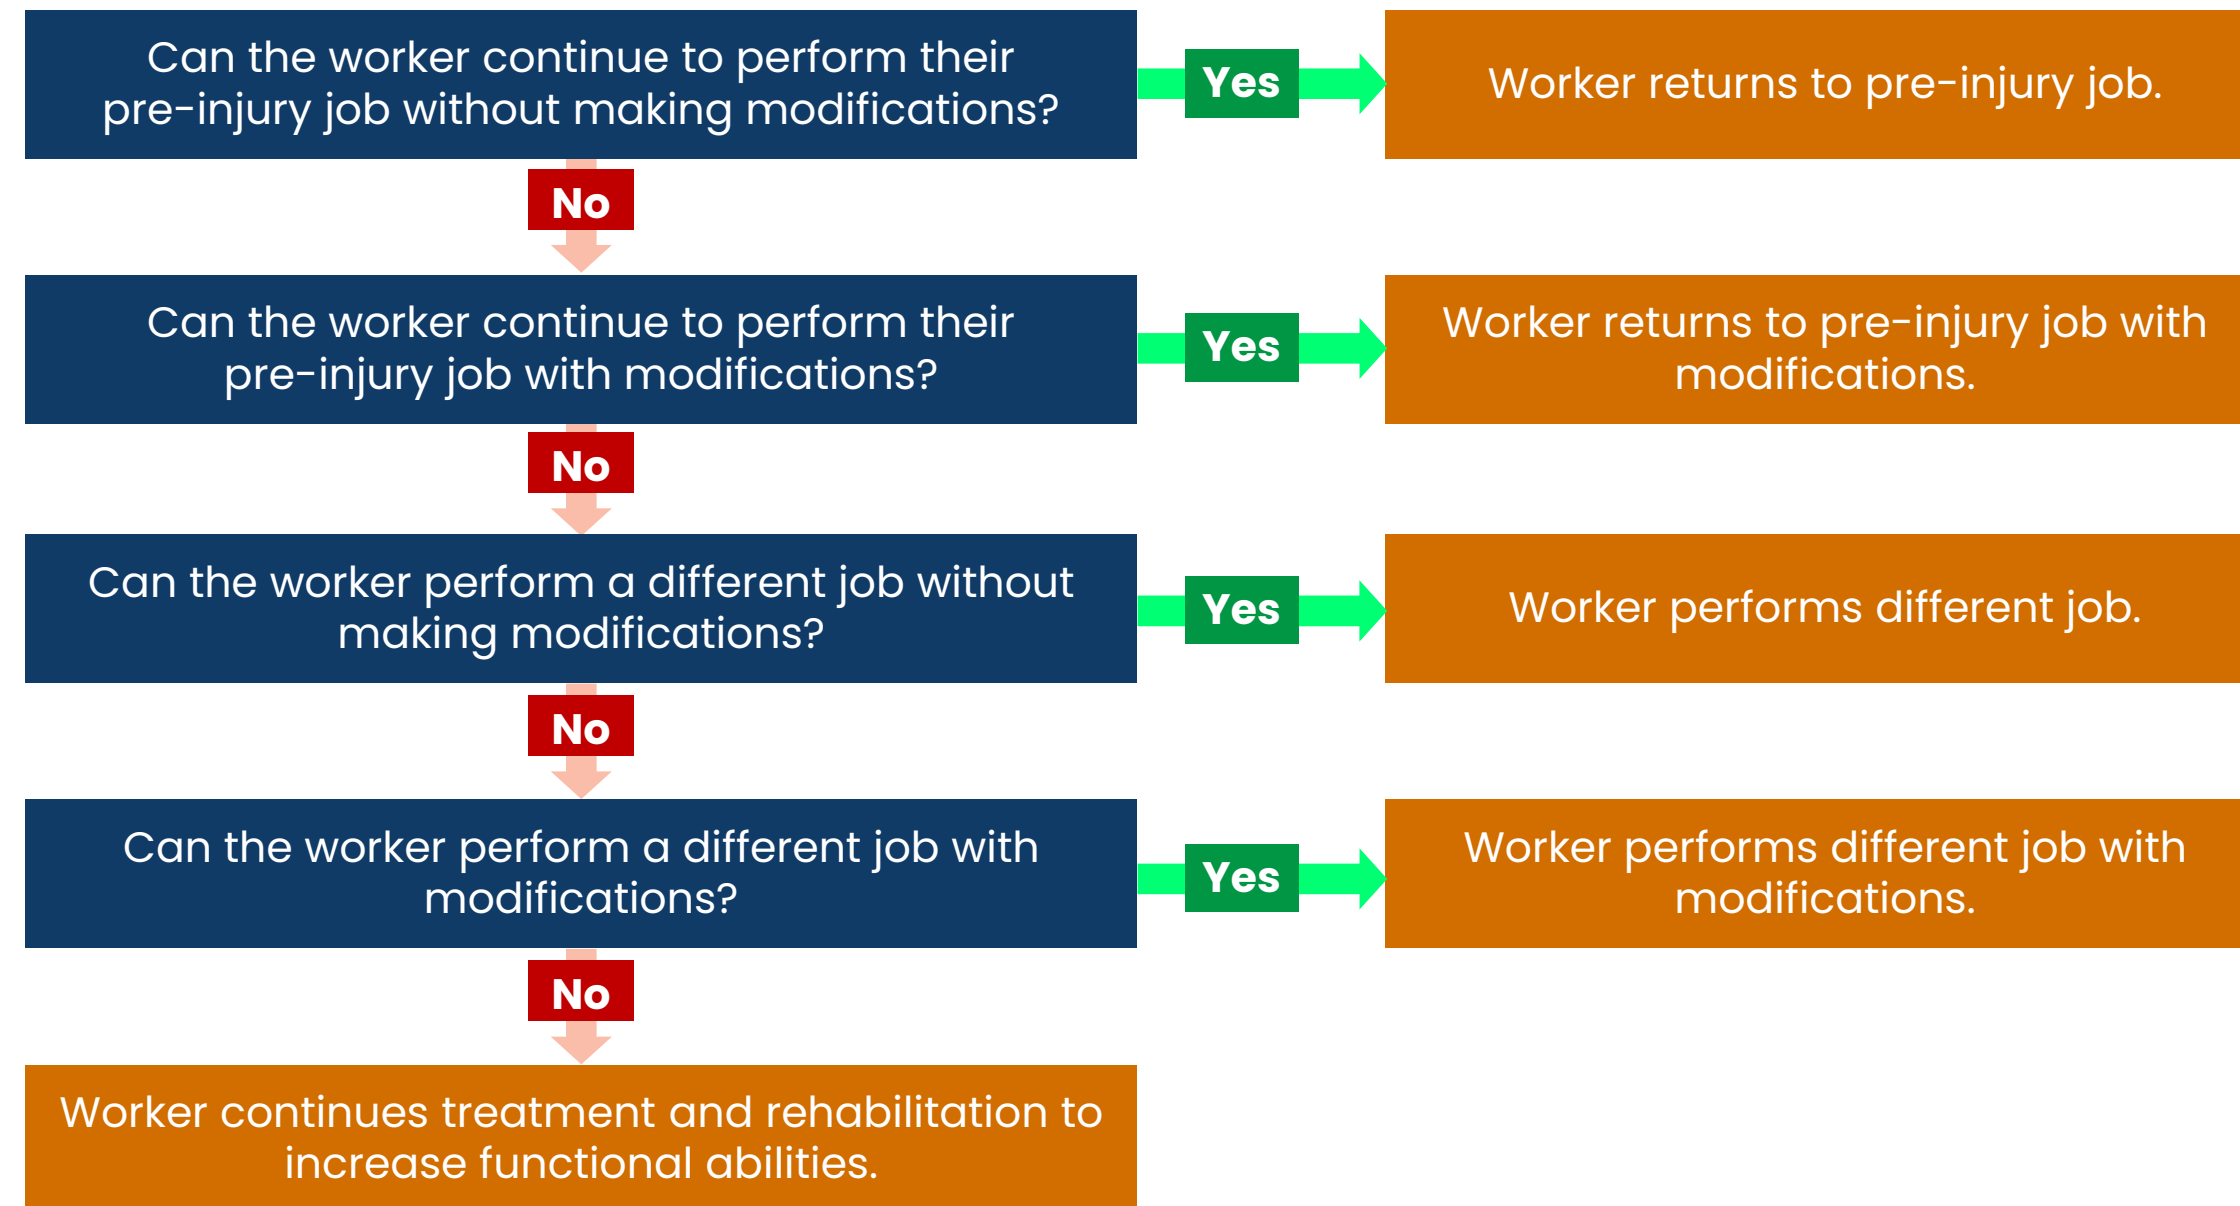 Can the worker continue to perform their
pre-injury job without making modifications?
Yes
Worker returns to pre-injury job.
No
Can the worker continue to perform their
pre-injury job with modifications?
Yes
Worker returns to pre-injury job with
modifications.
No
Can the worker perform a different job without
making modifications?
Yes
Worker performs different job.
No
Can the worker perform a different job with
modifications?
Yes
Worker performs different job with
modifications.
No
Worker continues treatment and rehabilitation to
increase functional abilities.